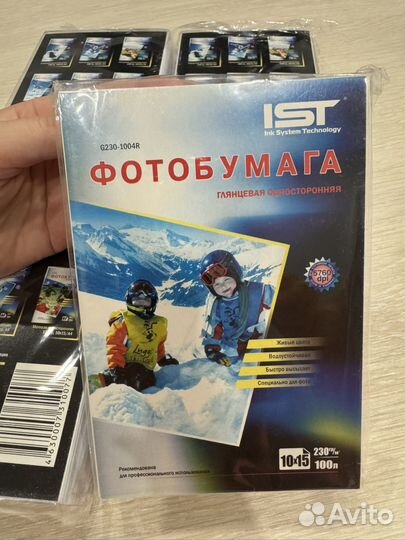 IST
Ink System Technology
G230-1004R
ФОТОБУМАГА
ГЛЯНЦЕВАЯ ОДНОСТОРОННЯЯ
5760
dpi
Живые цвета
Водоустойчивая
Быстро высыхает
Специально для фото
Рекомендована
для профессионального использования
10x15
230 г/м²
100л
4630007310077
Avito